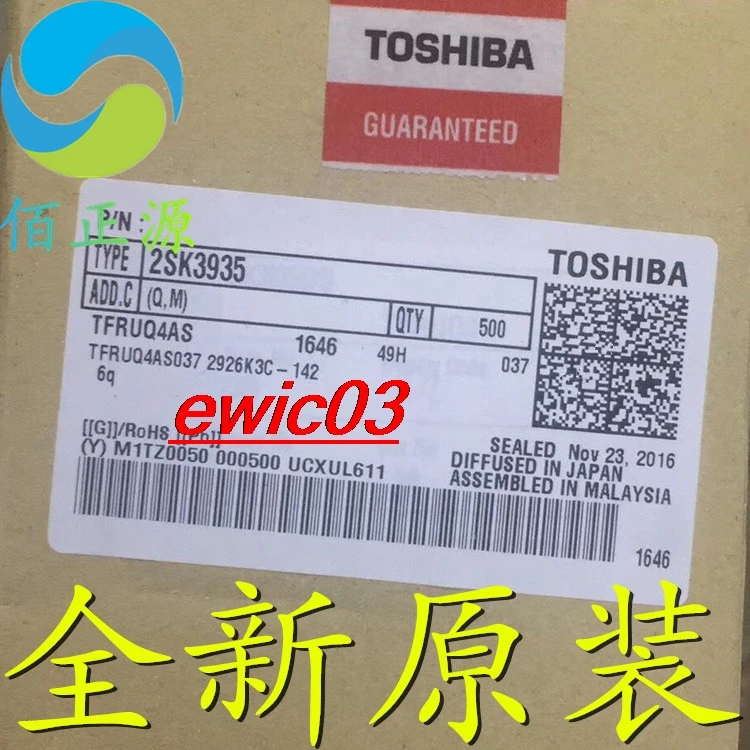 TOSHIBA
GUARANTEED
佰正源
P/N :
TYPE 2SK3935
TOSHIBA
ADD.C (Q,M) QTY 500
TFRUQ4AS 1646 49H 037
TFRUQ4AS037 2926K3C-142
6q
ewic03
[[G]]/RoHS [[Pb]]
SEALED Nov 23, 2016
(Y) M1TZ0050 000500 UCXUL611
DIFFUSED IN JAPAN
ASSEMBLED IN MALAYSIA
1646
全新原装